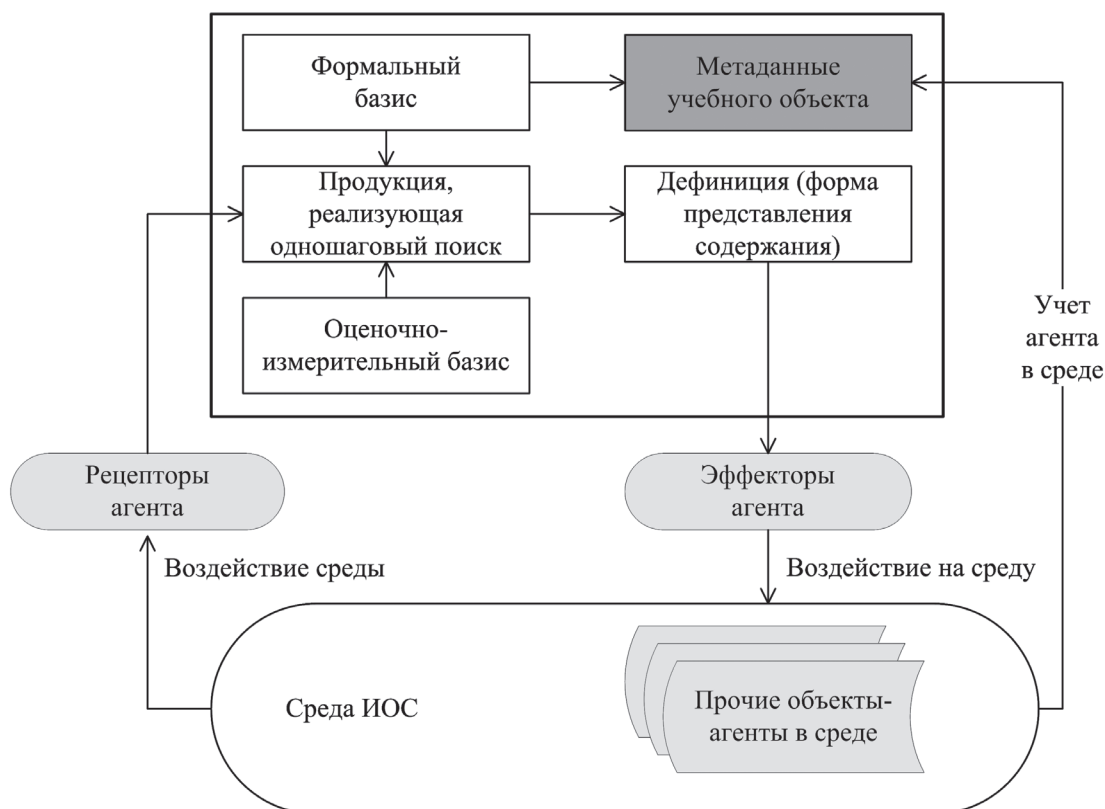 Формальный
базис
Метаданные
учебного объекта
Продукция,
реализующая
одношаговый поиск
Дефиниция (форма
представления
содержания)
Оценочно-
измерительный базис
Учет
агента
в среде
Рецепторы
агента
Эффекторы
агента
Воздействие среды
Воздействие на среду
Среда ИОС
Прочие объекты-
агенты в среде